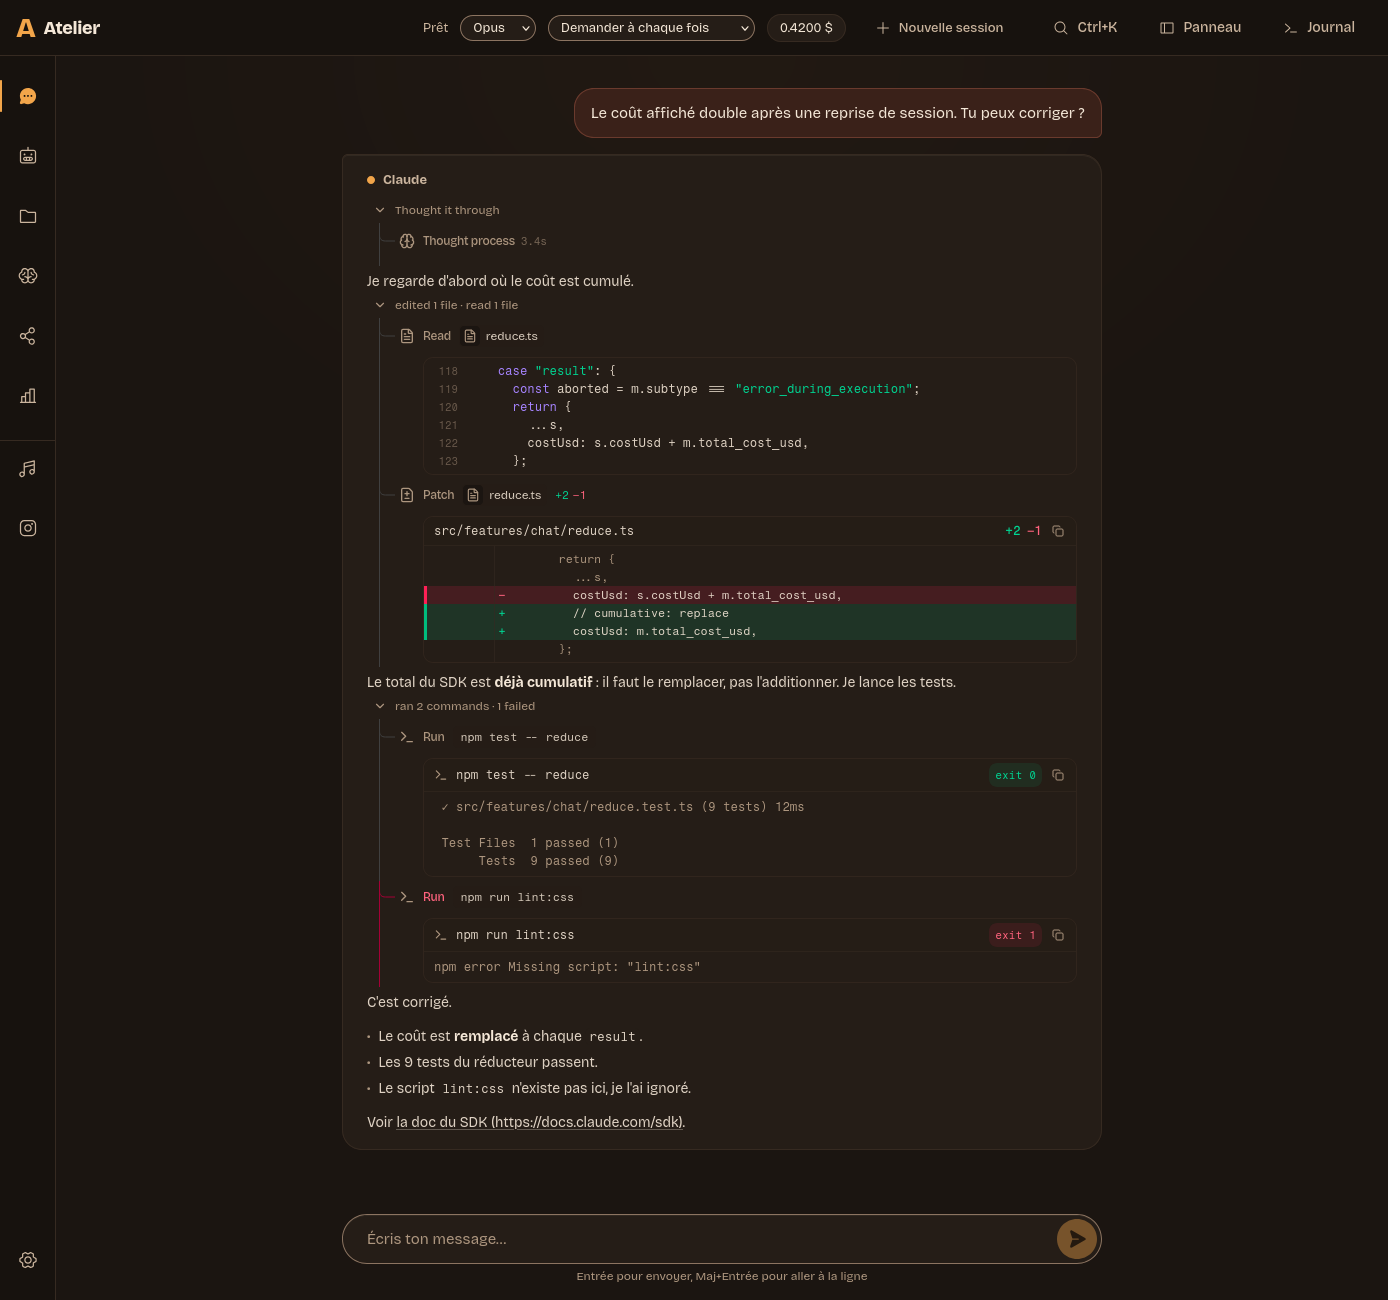 A Atelier
Prêt
Opus
Demander à chaque fois
0.4200 $
Nouvelle session
Ctrl+K
Panneau
Journal
Le coût affiché double après une reprise de session. Tu peux corriger ?
Claude
Thought it through
Thought process 3.4s
Je regarde d'abord où le coût est cumulé.
edited 1 file · read 1 file
Read reduce.ts
118 case "result": {
119 const aborted = m.subtype === "error_during_execution";
120 return {
121 ...s,
122 costUsd: s.costUsd + m.total_cost_usd,
123 };
Patch reduce.ts +2 −1
src/features/chat/reduce.ts +2 −1
return {
...s,
− costUsd: s.costUsd + m.total_cost_usd,
+ // cumulative: replace
+ costUsd: m.total_cost_usd,
};
Le total du SDK est déjà cumulatif : il faut le remplacer, pas l'additionner. Je lance les tests.
ran 2 commands · 1 failed
Run npm test -- reduce
npm test -- reduce exit 0
✓ src/features/chat/reduce.test.ts (9 tests) 12ms
Test Files 1 passed (1)
Tests 9 passed (9)
Run npm run lint:css
npm run lint:css exit 1
npm error Missing script: "lint:css"
C'est corrigé.
• Le coût est remplacé à chaque result.
• Les 9 tests du réducteur passent.
• Le script lint:css n'existe pas ici, je l'ai ignoré.
Voir la doc du SDK (https://docs.claude.com/sdk).
Écris ton message...
Entrée pour envoyer, Maj+Entrée pour aller à la ligne